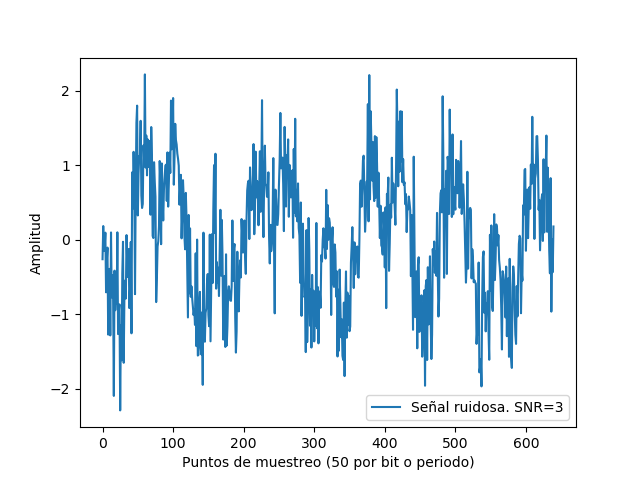 Amplitud
2
1
0
−1
−2
0 100 200 300 400 500 600
Puntos de muestreo (50 por bit o periodo)
Señal ruidosa. SNR=3